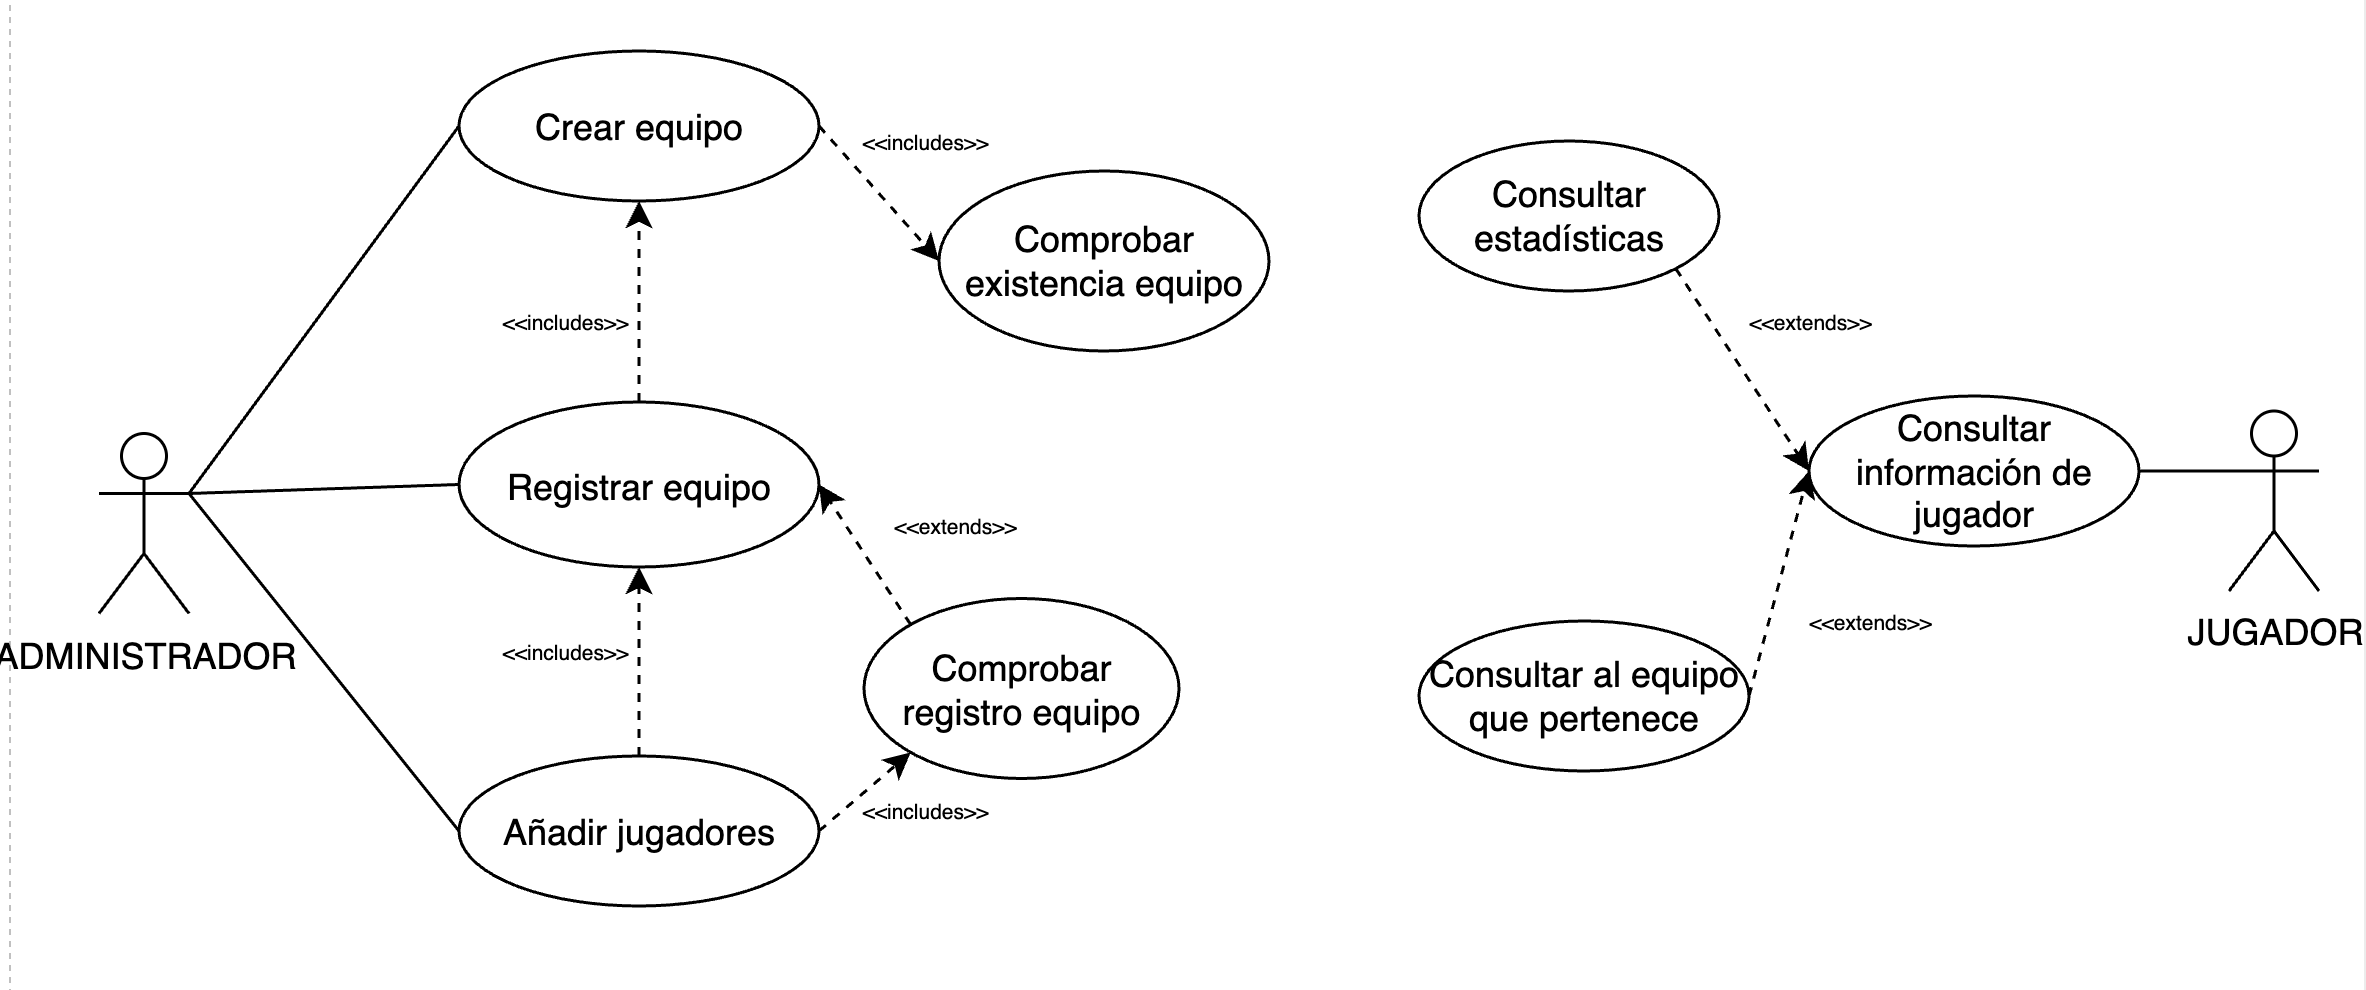 Crear equipo
<<includes>>
Comprobar
existencia equipo
<<includes>>
Registrar equipo
<<extends>>
ADMINISTRADOR
<<includes>>
Comprobar
registro equipo
Añadir jugadores
<<includes>>
Consultar
estadísticas
<<extends>>
Consultar
información de
jugador
<<extends>>
JUGADOR
Consultar al equipo
que pertenece